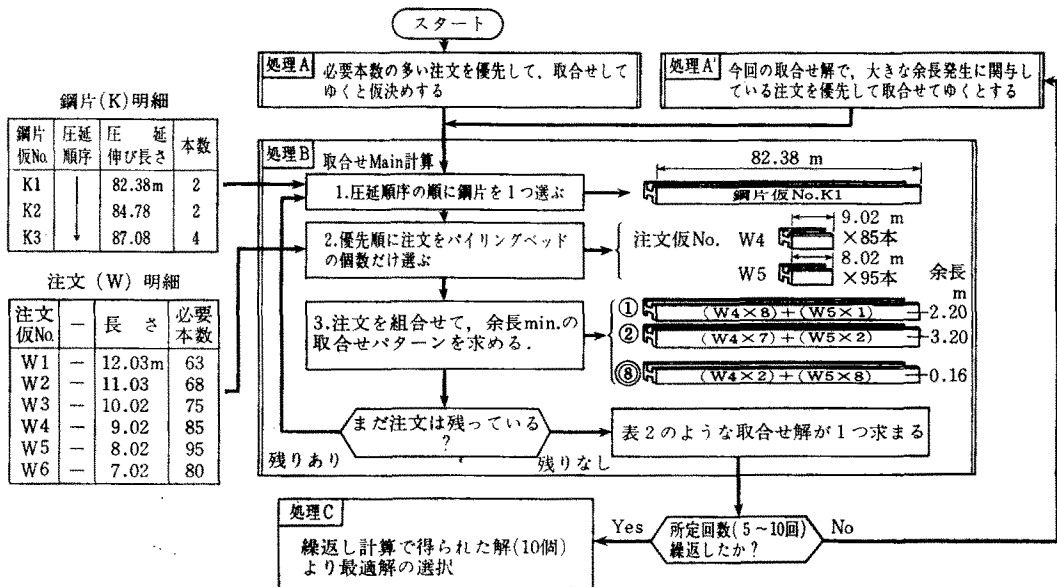 スタート
処理A
必要本数の多い注文を優先して，取合せして
ゆくと仮決めする
処理A'
今回の取合せ解で，大きな余長発生に関与し
ている注文を優先して取合せてゆくとする
鋼片(K)明細
鋼片仮No. 圧延順序 圧延伸び長さ 本数
K1 82.38m 2
K2 84.78 2
K3 87.08 4
注文(W)明細
注文仮No. － 長さ 必要本数
W1 － 12.03m 63
W2 － 11.03 68
W3 － 10.02 75
W4 － 9.02 85
W5 － 8.02 95
W6 － 7.02 80
処理B
取合せMain計算
1.圧延順序の順に鋼片を1つ選ぶ
82.38 m
鋼片仮No.K1
2.優先順に注文をパイリングベッド
の個数だけ選ぶ
注文仮No.
9.02 m
W4 ×85本
8.02 m
W5 ×95本
3.注文を組合せて，余長min.の
取合せパターンを求める．
余長
m
① (W4×8)+(W5×1) 2.20
② (W4×7)+(W5×2) 3.20
⑧ (W4×2)+(W5×8) 0.16
まだ注文は残っている
?
残りあり
残りなし
表2のような取合せ解が1つ求まる
所定回数(5～10回)
繰返したか?
Yes
No
処理C
繰返し計算で得られた解(10個)
より最適解の選択